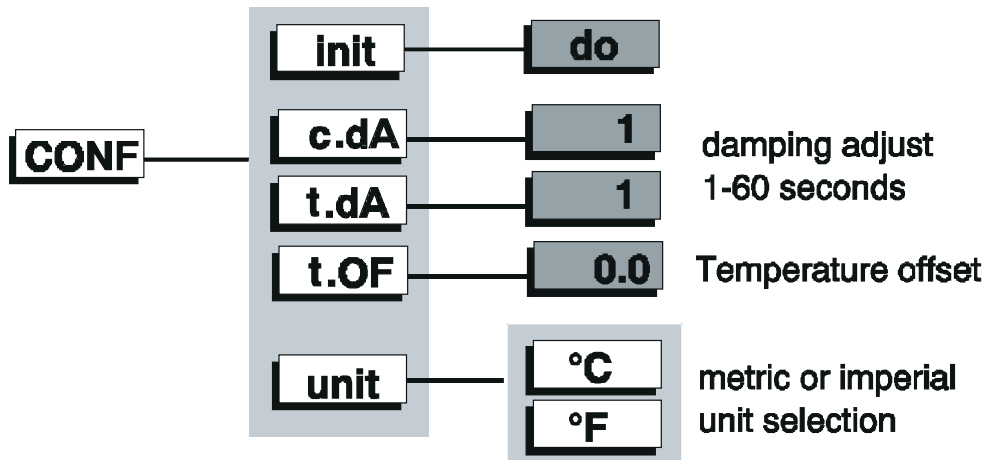 init do
c.dA 1
CONF
damping adjust
1-60 seconds
t.dA 1
t.OF 0.0 Temperature offset
unit
°C
°F
metric or imperial
unit selection